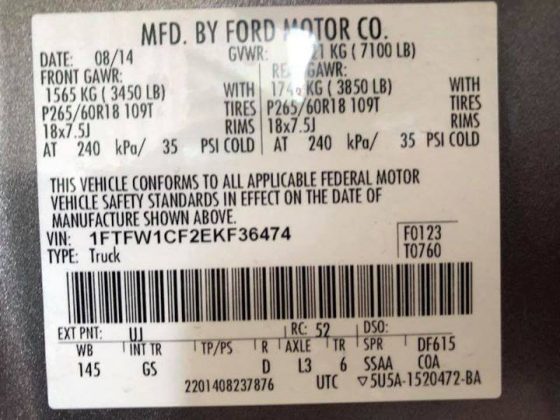 MFD. BY FORD MOTOR CO.
DATE: 08/14 GVWR: 21 KG ( 7100 LB)
FRONT GAWR: GAWR:
1565 KG ( 3450 LB) WITH KG ( 3850 LB) WITH
P265/60R18 109T TIRES P265/60R18 109T TIRES
18x7.5J RIMS 18x7.5J RIMS
AT 240 kPa/ 35 PSI COLD AT 240 kPa/ 35 PSI COLD
THIS VEHICLE CONFORMS TO ALL APPLICABLE FEDERAL MOTOR
VEHICLE SAFETY STANDARDS IN EFFECT ON THE DATE OF
MANUFACTURE SHOWN ABOVE.
VIN: 1FTFW1CF2EKF36474 F0123
TYPE: Truck T0760
EXT PNT: UJ RC: 52 DSO:
WB INT TR TP/PS R AXLE TR SPR DF615
145 GS D L3 6 SSAA COA
2201408237876 UTC ▽5U5A-1520472-BA